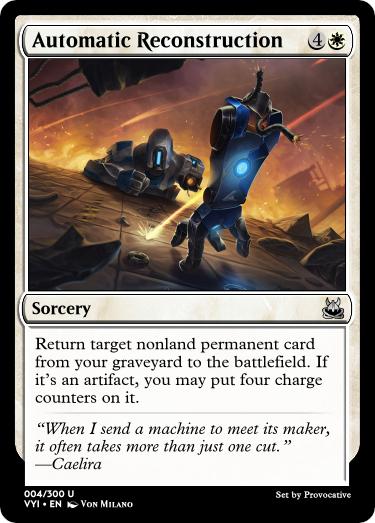 Automatic Reconstruction 4
Sorcery
Return target nonland permanent card
from your graveyard to the battlefield. If
it's an artifact, you may put four charge
counters on it.
“When I send a machine to meet its maker,
it often takes more than just one cut.”
—Caelira
004/300 U
VYI • EN Von Milano
Set by Provocative